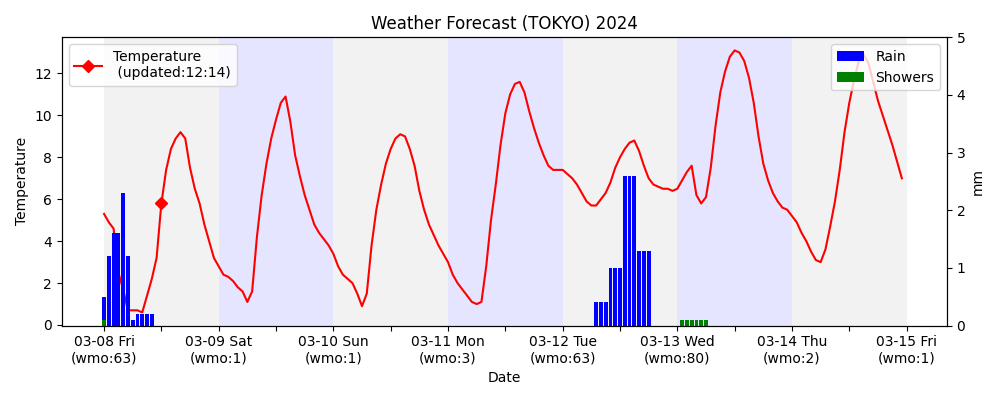 Weather Forecast (TOKYO) 2024
Temperature
(updated:12:14)
Rain
Showers
Temperature
12
10
8
6
4
2
0
5
4
3
2
1
0
mm
03-08 Fri
(wmo:63)
03-09 Sat
(wmo:1)
03-10 Sun
(wmo:1)
03-11 Mon
(wmo:3)
03-12 Tue
(wmo:63)
03-13 Wed
(wmo:80)
03-14 Thu
(wmo:2)
03-15 Fri
(wmo:1)
Date